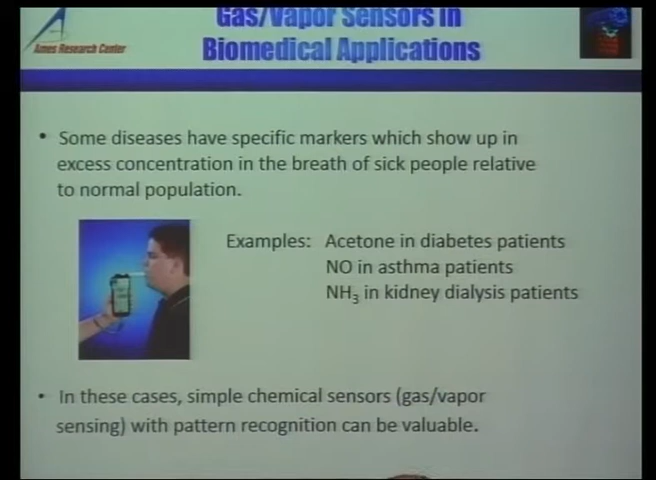 Gas/Vapor Sensors in
Biomedical Applications
Ames Research Center
• Some diseases have specific markers which show up in
excess concentration in the breath of sick people relative
to normal population.
Examples: Acetone in diabetes patients
NO in asthma patients
NH₃ in kidney dialysis patients
• In these cases, simple chemical sensors (gas/vapor
sensing) with pattern recognition can be valuable.